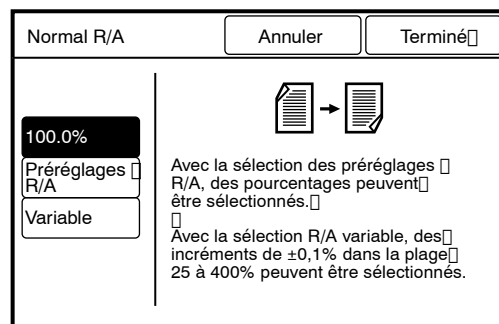 Normal R/A
Annuler
Terminé
100.0%
Préréglages
R/A
Variable
Avec la sélection des préréglages
R/A, des pourcentages peuvent
être sélectionnés.
Avec la sélection R/A variable, des
incréments de ±0,1% dans la plage
25 à 400% peuvent être sélectionnés.